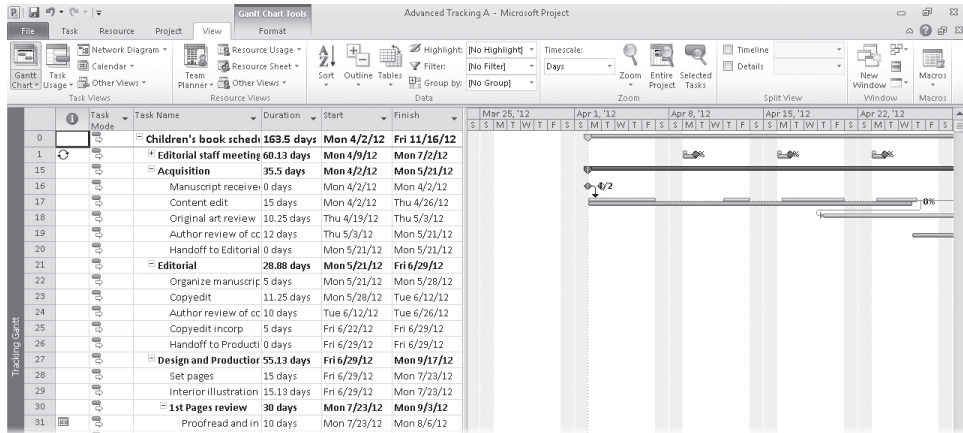 Gantt Chart Tools
Advanced Tracking A - Microsoft Project
File Task Resource Project View Format
Gantt Chart
Task Usage
Network Diagram
Calendar
Other Views
Task Views
Team Planner
Resource Usage
Resource Sheet
Other Views
Resource Views
Sort
Outline
Tables
Highlight: [No Highlight]
Filter: [No Filter]
Group by: [No Group]
Data
Timescale:
Days
Zoom
Entire Project
Selected Tasks
Zoom
Timeline
Details
Split View
New Window
Window
Macros
Macros
Task Mode Task Name Duration Start Finish
Mar 25, '12 Apr 1, '12 Apr 8, '12 Apr 15, '12 Apr 22, '12
S S M T W T F S S M T W T F S S M T W T F S S M T W T F S S M T W T F S
0 Children's book schedu 163.5 days Mon 4/2/12 Fri 11/16/12
1 Editorial staff meeting 60.13 days Mon 4/9/12 Mon 7/2/12 0% 0% 0%
15 Acquisition 35.5 days Mon 4/2/12 Mon 5/21/12
16 Manuscript received 0 days Mon 4/2/12 Mon 4/2/12 4/2
17 Content edit 15 days Mon 4/2/12 Thu 4/26/12 0%
18 Original art review 10.25 days Thu 4/19/12 Thu 5/3/12
19 Author review of cc 12 days Thu 5/3/12 Mon 5/21/12
20 Handoff to Editorial 0 days Mon 5/21/12 Mon 5/21/12
21 Editorial 28.88 days Mon 5/21/12 Fri 6/29/12
22 Organize manuscrip 5 days Mon 5/21/12 Mon 5/28/12
23 Copyedit 11.25 days Mon 5/28/12 Tue 6/12/12
24 Author review of cc 10 days Tue 6/12/12 Tue 6/26/12
25 Copyedit incorp 5 days Fri 6/22/12 Fri 6/29/12
26 Handoff to Producti 0 days Fri 6/29/12 Fri 6/29/12
27 Design and Production 55.13 days Fri 6/29/12 Mon 9/17/12
28 Set pages 15 days Fri 6/29/12 Mon 7/23/12
29 Interior illustration 15.13 days Fri 6/29/12 Mon 7/23/12
30 1st Pages review 30 days Mon 7/23/12 Mon 9/3/12
31 Proofread and in 10 days Mon 7/23/12 Mon 8/6/12
Tracking Gantt